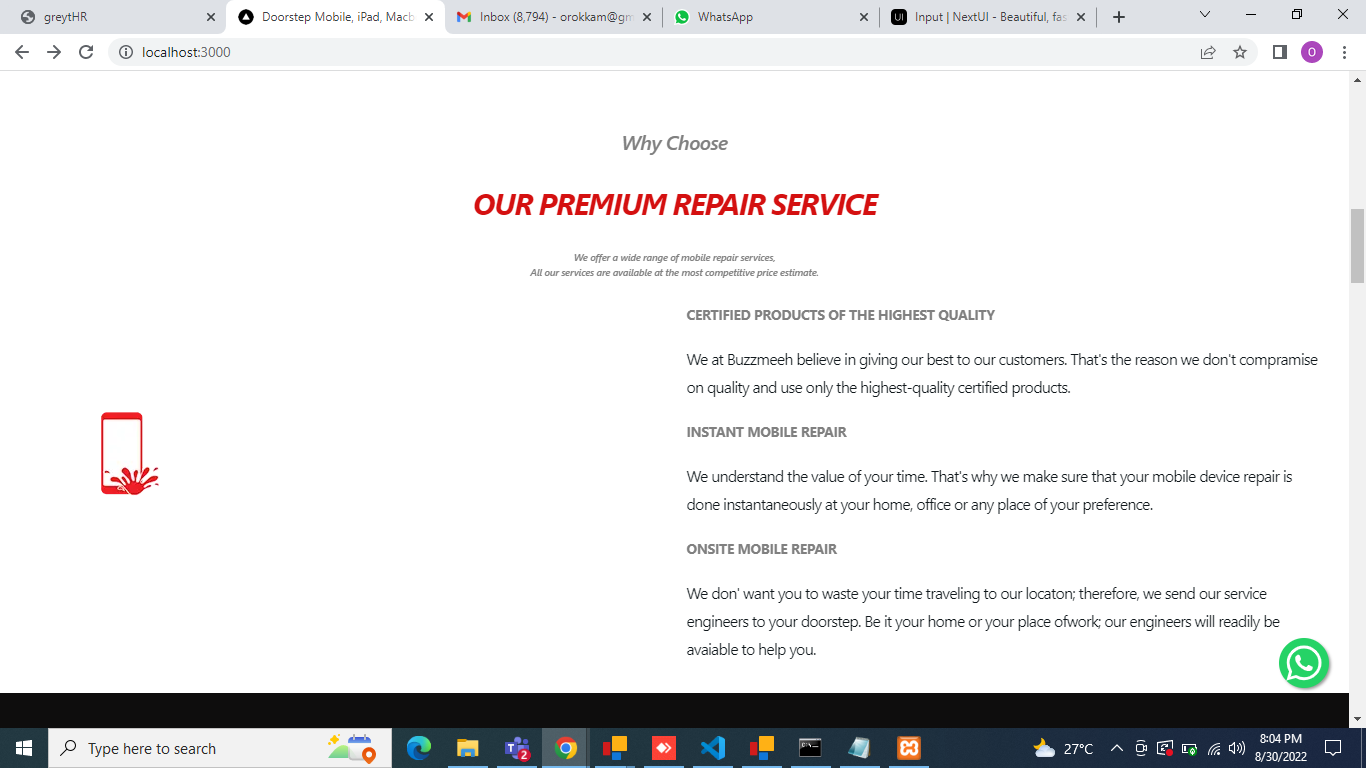 greytHR
Doorstep Mobile, iPad, Macb
Inbox (8,794) - orokkam@gm
WhatsApp
UI
Input | NextUI - Beautiful, fas
localhost:3000
O
Why Choose
OUR PREMIUM REPAIR SERVICE
We offer a wide range of mobile repair services,
All our services are available at the most competitive price estimate.
CERTIFIED PRODUCTS OF THE HIGHEST QUALITY
We at Buzzmeeh believe in giving our best to our customers. That's the reason we don't compramise
on quality and use only the highest-quality certified products.
INSTANT MOBILE REPAIR
We understand the value of your time. That's why we make sure that your mobile device repair is
done instantaneously at your home, office or any place of your preference.
ONSITE MOBILE REPAIR
We don' want you to waste your time traveling to our locaton; therefore, we send our service
engineers to your doorstep. Be it your home or your place ofwork; our engineers will readily be
avaiable to help you.
Type here to search
2
27°C
8:04 PM
8/30/2022